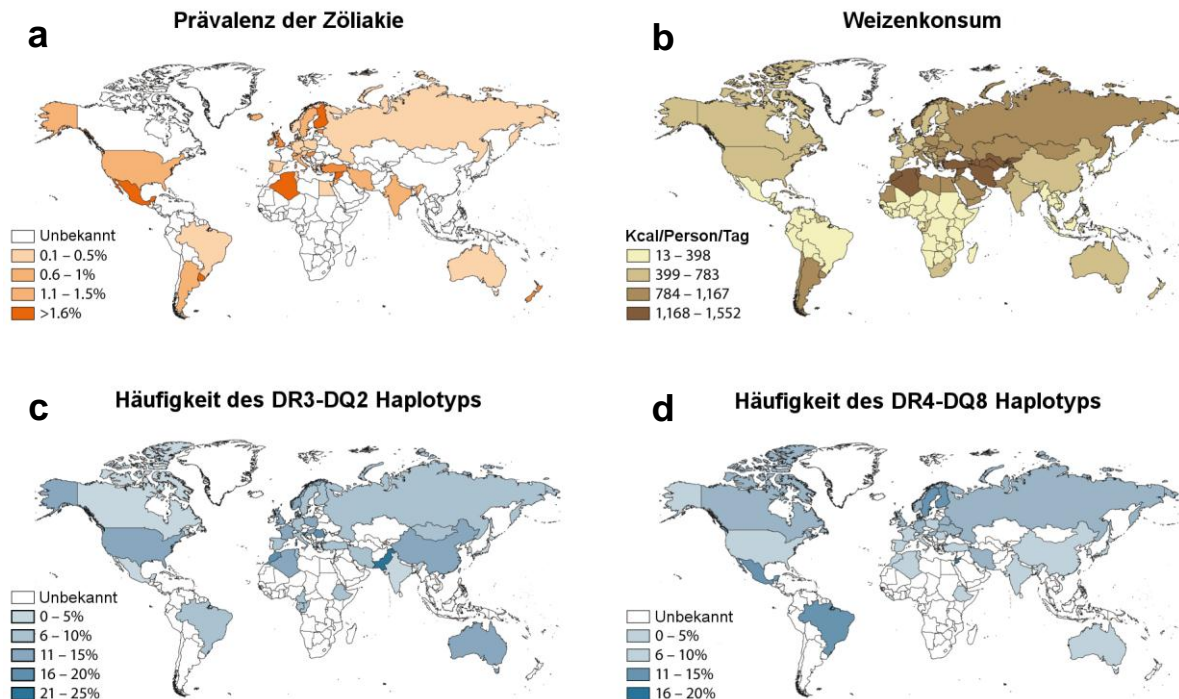 a
Prävalenz der Zöliakie
Unbekannt
0.1 – 0.5%
0.6 – 1%
1.1 – 1.5%
>1.6%
b
Weizenkonsum
Kcal/Person/Tag
13 – 398
399 – 783
784 – 1,167
1,168 – 1,552
c
Häufigkeit des DR3-DQ2 Haplotyps
Unbekannt
0 – 5%
6 – 10%
11 – 15%
16 – 20%
21 – 25%
d
Häufigkeit des DR4-DQ8 Haplotyps
Unbekannt
0 – 5%
6 – 10%
11 – 15%
16 – 20%